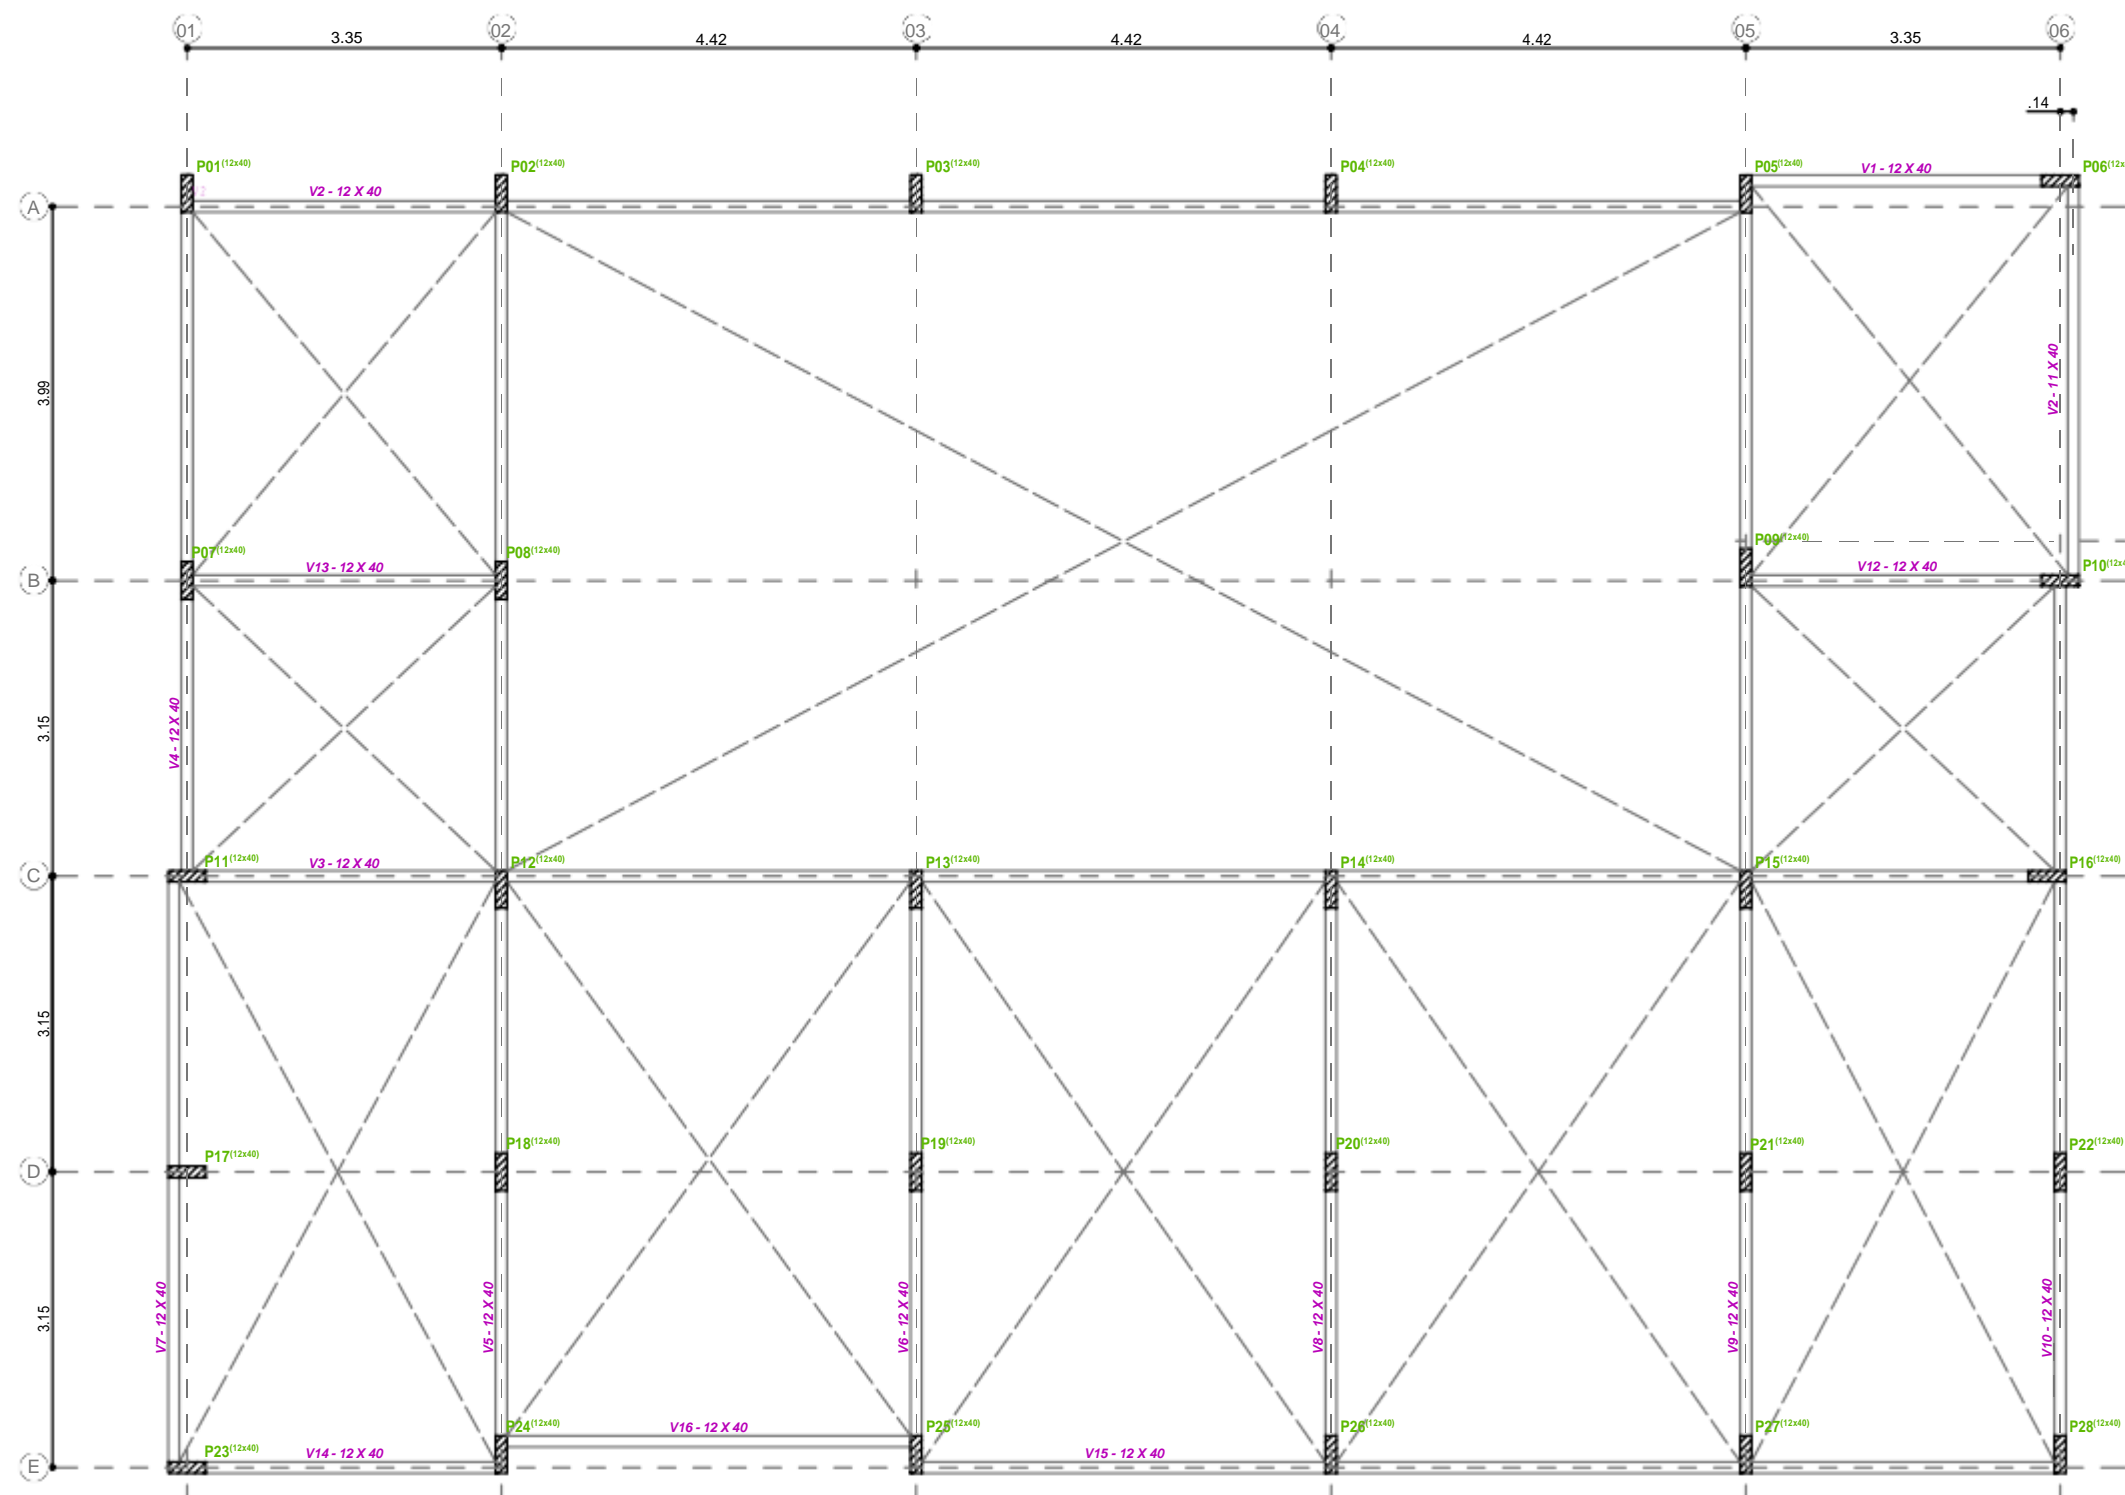 01 02 03 04 05 06
3.35 4.42 4.42 4.42 3.35
.14
P01(12x40) P02(12x40) P03(12x40) P04(12x40) P05(12x40) V1 - 12 X 40 P06(12x
A V2 - 12 X 40
3.99
V2 - 11 X 40
P07(12x40) P08(12x40) P09(12x40)
B V13 - 12 X 40 V12 - 12 X 40 P10(12x4
3.15
V4 - 12 X 40
C P11(12x40) V3 - 12 X 40 P12(12x40) P13(12x40) P14(12x40) P15(12x40) P16(12x40)
3.15
D P17(12x40) P18(12x40) P19(12x40) P20(12x40) P21(12x40) P22(12x40)
3.15
V7 - 12 X 40 V5 - 12 X 40 V6 - 12 X 40 V8 - 12 X 40 V9 - 12 X 40 V10 - 12 X 40
P24(12x40) V16 - 12 X 40 P25(12x40) P26(12x40) P27(12x40) P28(12x40)
E P23(12x40) V14 - 12 X 40 V15 - 12 X 40